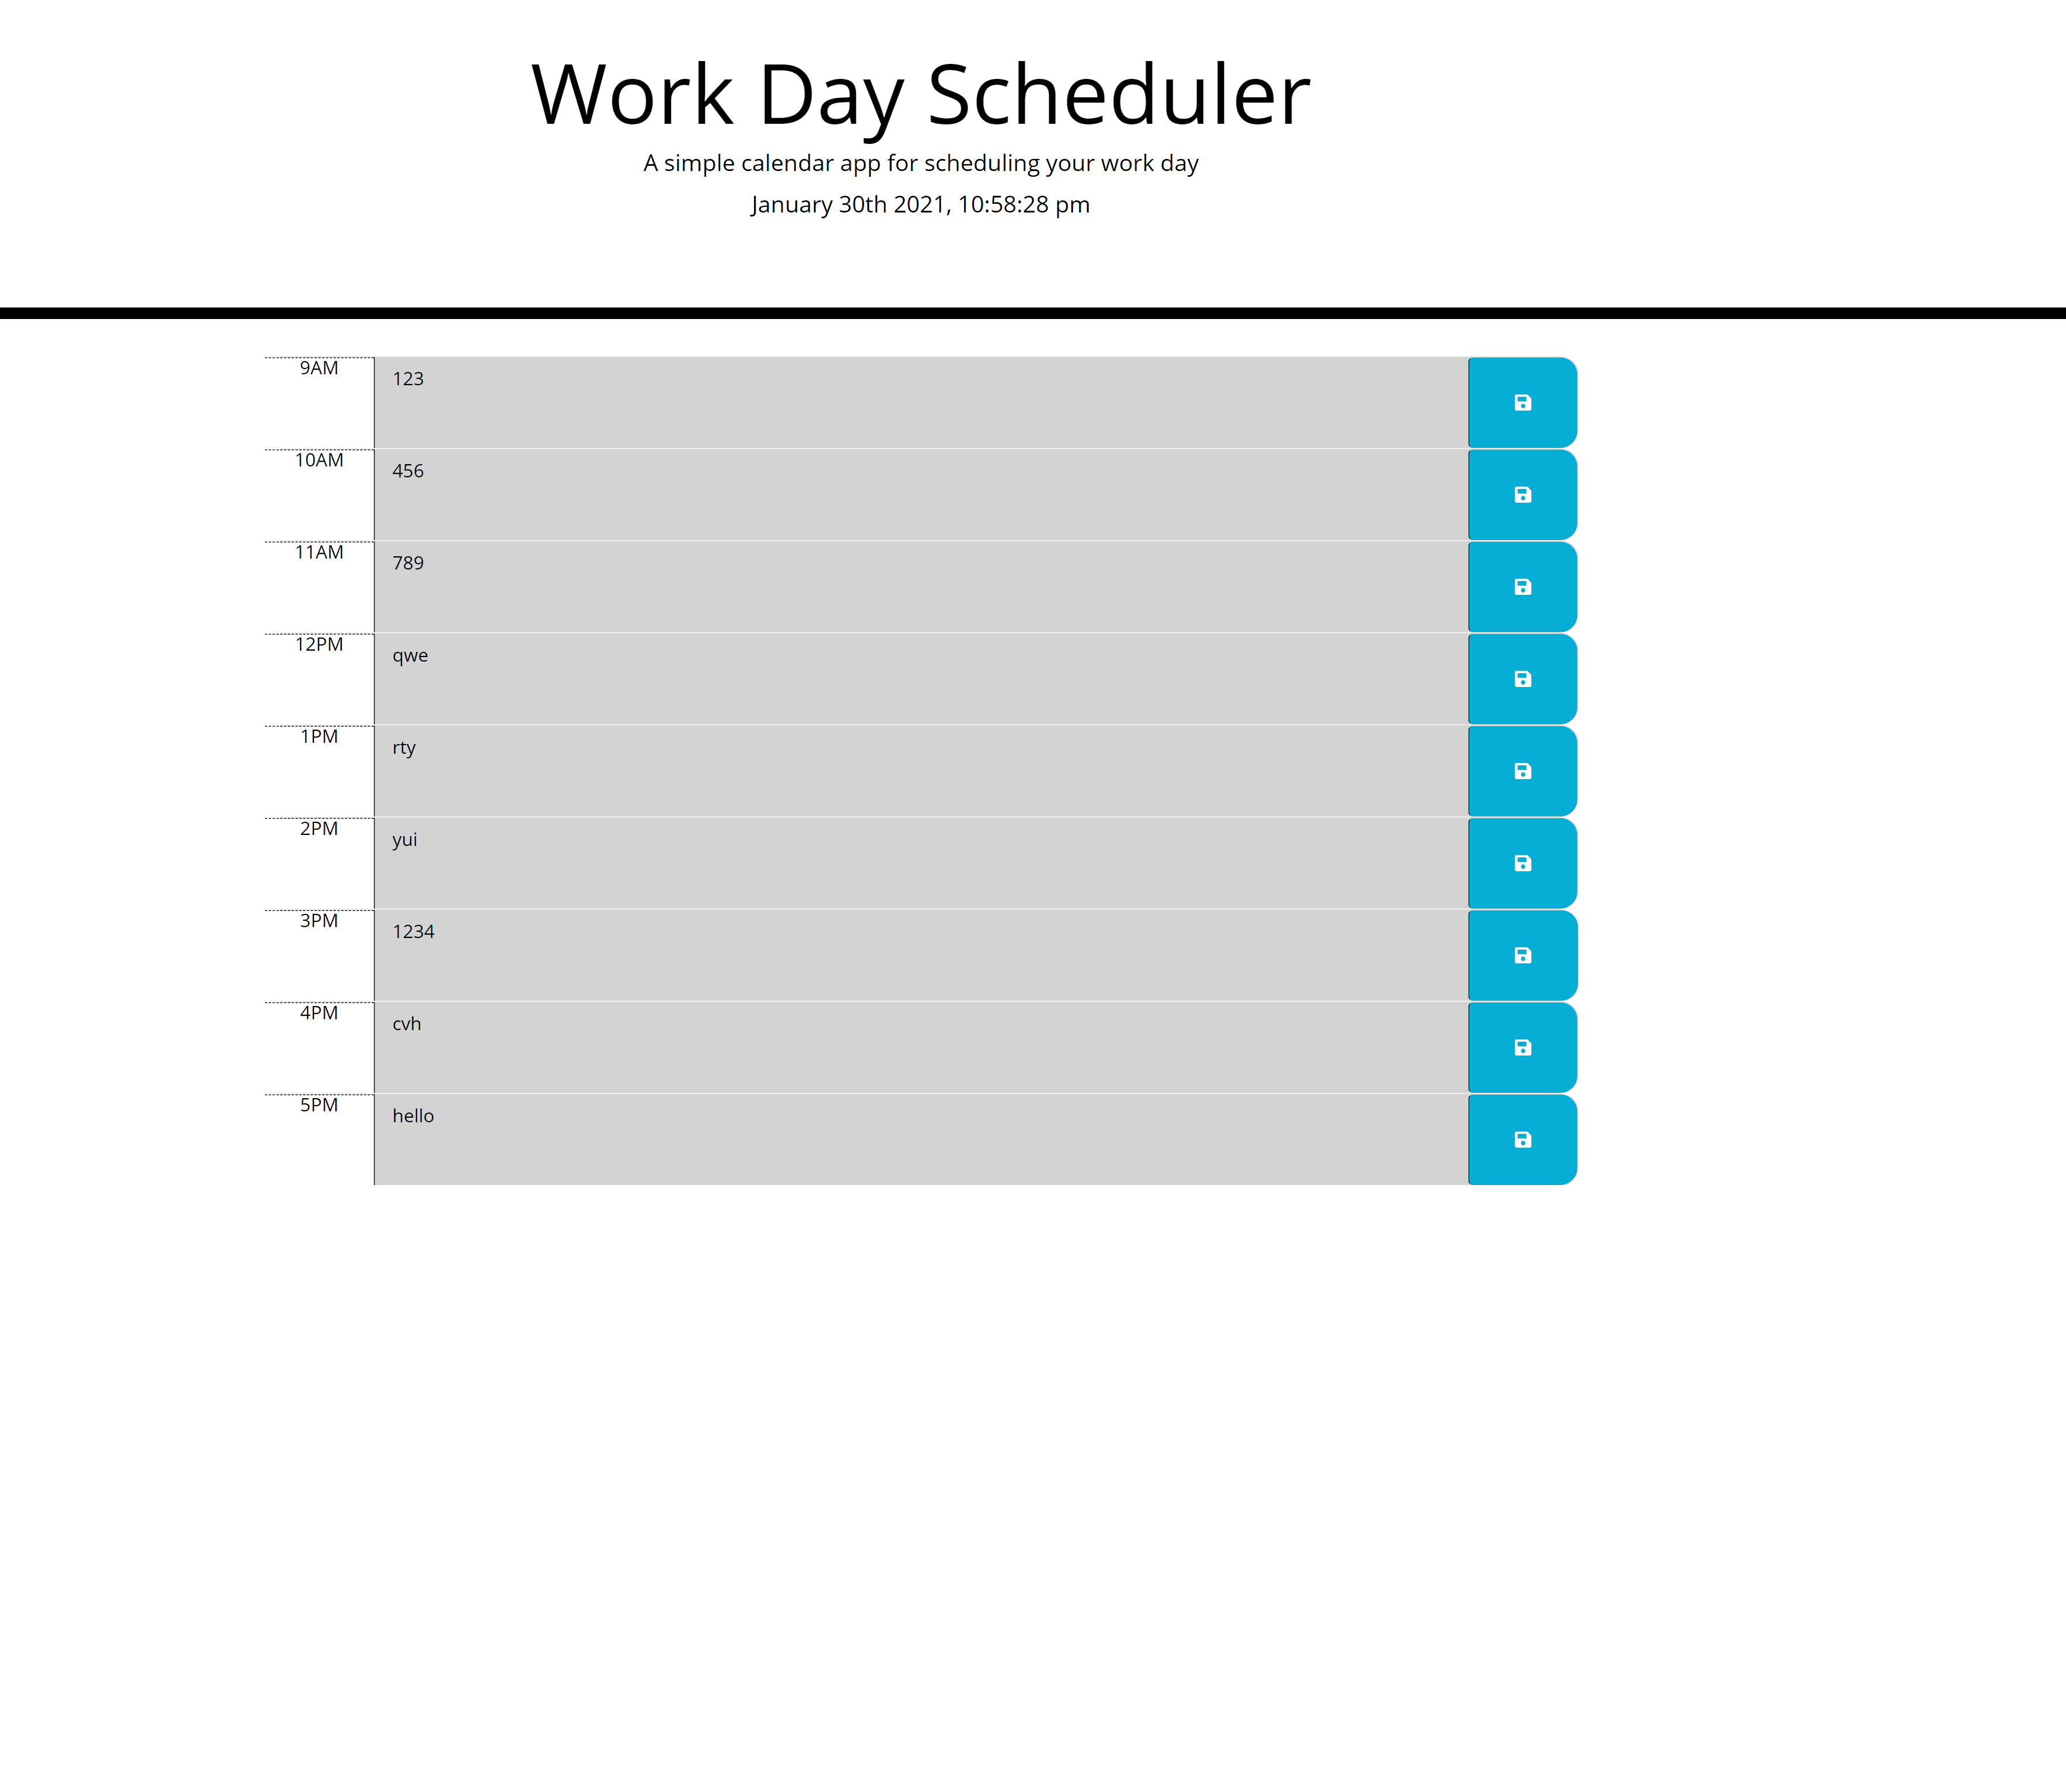 Work Day Scheduler
A simple calendar app for scheduling your work day
January 30th 2021, 10:58:28 pm
9AM
123
10AM
456
11AM
789
12PM
qwe
1PM
rty
2PM
yui
3PM
1234
4PM
cvh
5PM
hello